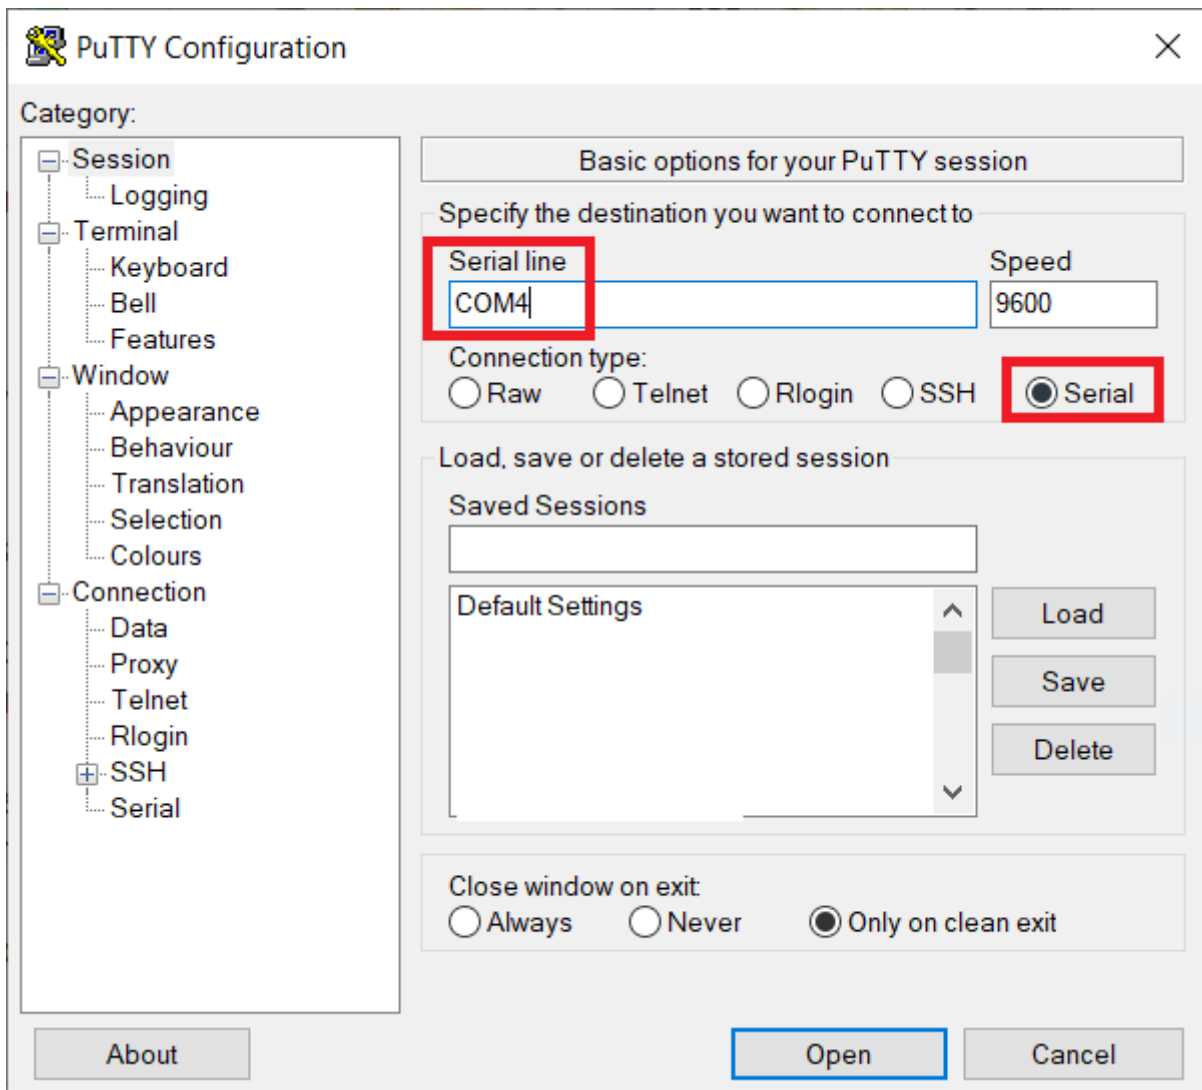 PuTTY Configuration
Category:
Session
Logging
Terminal
Keyboard
Bell
Features
Window
Appearance
Behaviour
Translation
Selection
Colours
Connection
Data
Proxy
Telnet
Rlogin
SSH
Serial
Basic options for your PuTTY session
Specify the destination you want to connect to
Serial line Speed
COM4 9600
Connection type:
Raw Telnet Rlogin SSH Serial
Load, save or delete a stored session
Saved Sessions
Default Settings
Load
Save
Delete
Close window on exit:
Always Never Only on clean exit
About Open Cancel